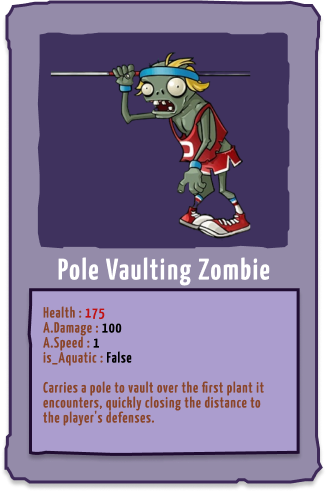 Pole Vaulting Zombie
Health : 175
A.Damage : 100
A.Speed : 1
is_Aquatic : False
Carries a pole to vault over the first plant it
encounters, quickly closing the distance to
the player's defenses.